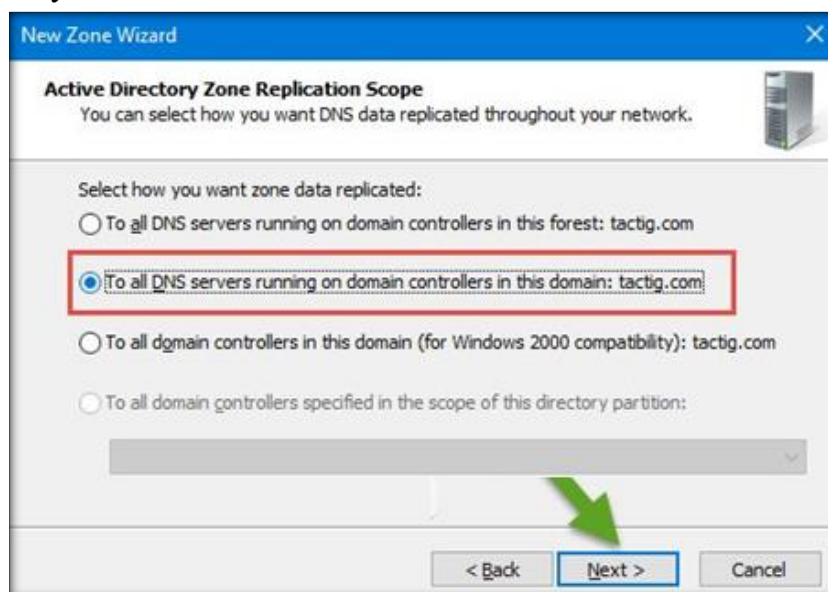 New Zone Wizard
Active Directory Zone Replication Scope
You can select how you want DNS data replicated throughout your network.
Select how you want zone data replicated:
To all DNS servers running on domain controllers in this forest: tactig.com
To all DNS servers running on domain controllers in this domain: tactig.com
To all domain controllers in this domain (for Windows 2000 compatibility): tactig.com
To all domain controllers specified in the scope of this directory partition:
< Back Next > Cancel